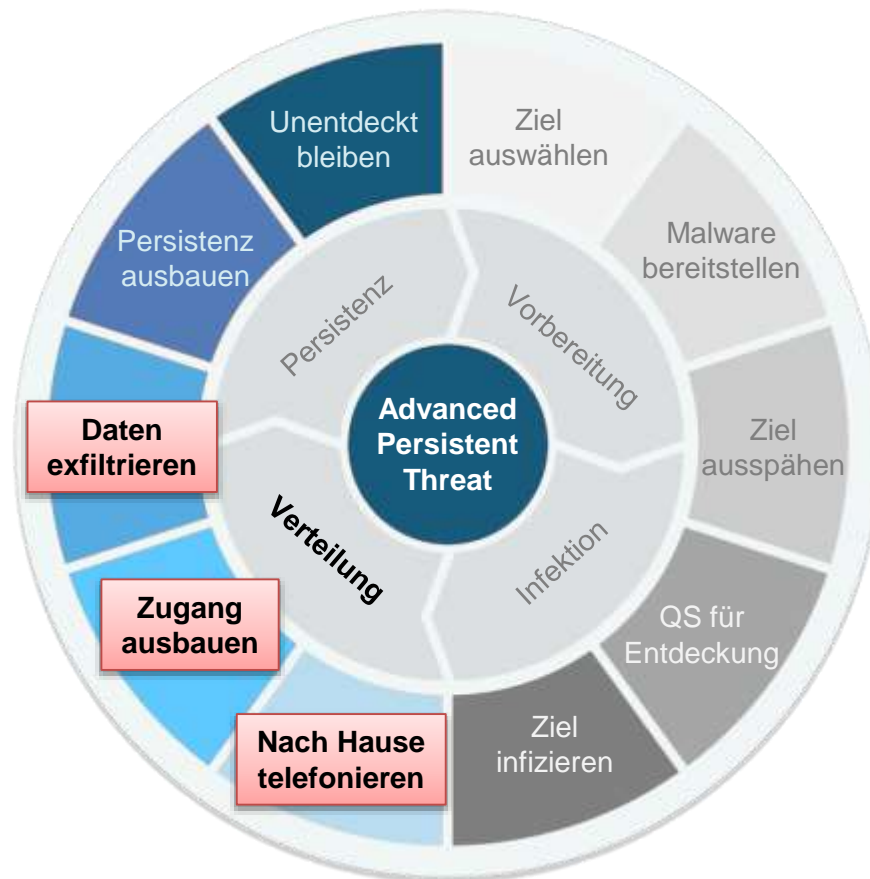 Unentdeckt
bleiben
Ziel
auswählen
Malware
bereitstellen
Ziel
ausspähen
QS für
Entdeckung
Ziel
infizieren
Nach Hause
telefonieren
Zugang
ausbauen
Daten
exfiltrieren
Persistenz
ausbauen
Persistenz
Vorbereitung
Infektion
Verteilung
Advanced
Persistent
Threat